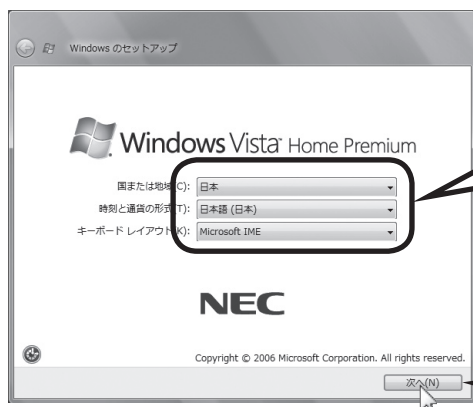 Windows のセットアップ
Windows Vista™ Home Premium
国または地域(C): 日本
時刻と通貨の形式(T): 日本語 (日本)
キーボード レイアウト(K): Microsoft IME
NEC
Copyright © 2006 Microsoft Corporation. All rights reserved.
次へ(N)